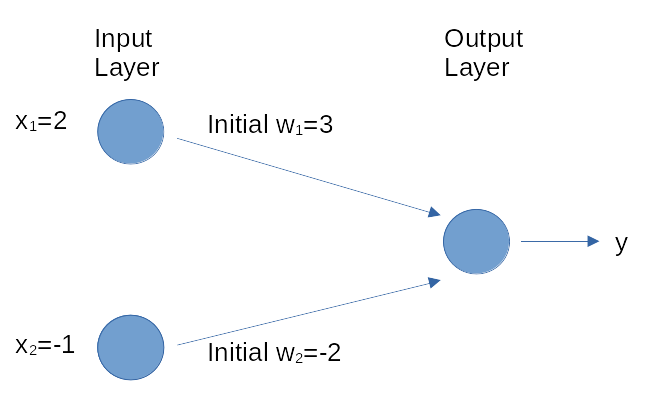 Input
Layer
Output
Layer
x₁=2
Initial w₁=3
y
x₂=-1
Initial w₂=-2